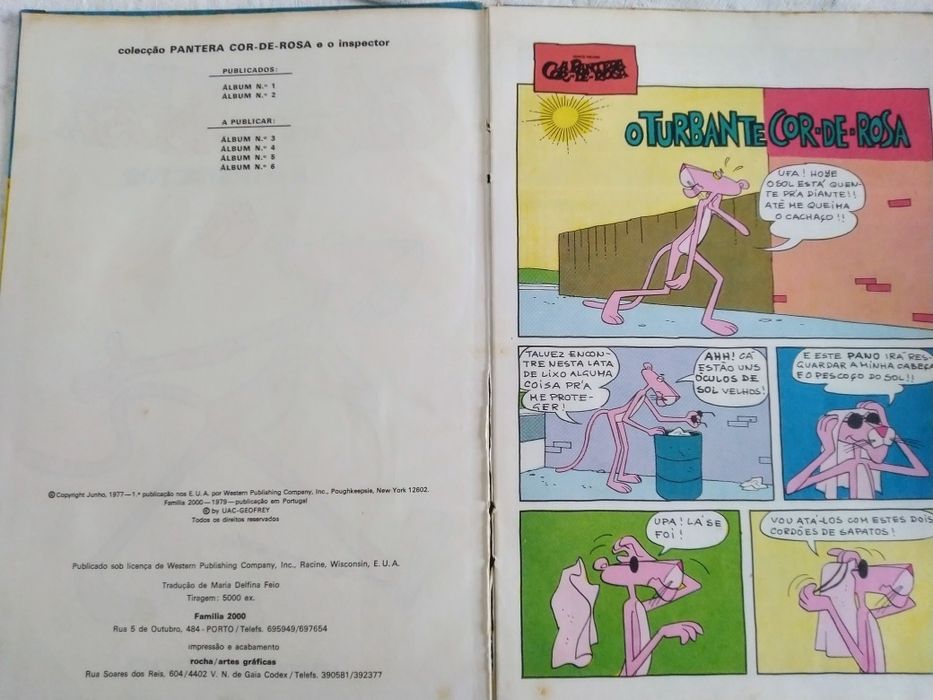 colecção PANTERA COR-DE-ROSA e o inspector
PUBLICADOS:
ÁLBUM N.º 1
ÁLBUM N.º 2
A PUBLICAR:
ÁLBUM N.º 3
ÁLBUM N.º 4
ÁLBUM N.º 5
ÁLBUM N.º 6
© Copyright Junho, 1977—1.ª publicação nos E. U. A. por Western Publishing Company, Inc., Poughkeepsie, New York 12602.
Família 2000—1979—publicação em Portugal
© by UAC-GEOFREY
Todos os direitos reservados
Publicado sob licença de Western Publishing Company, Inc., Racine, Wisconsin, E. U. A.
Tradução de Maria Delfina Feio
Tiragem: 5000 ex.
Família 2000
Rua 5 de Outubro, 484 - PORTO / Telefs. 695949/697654
impressão e acabamento
rocha/artes gráficas
Rua Soares dos Reis, 604/4402 V. N. de Gaia Codex / Telefs. 390581/392377
A PANTERA
COR-DE-ROSA
O TURBANTE COR-DE-ROSA
UFA! HOJE
O SOL ESTÁ QUEN-
TE PR'A DIANTE!!
ATÉ ME QUEIMA
O CACHAÇO!!
TALVEZ ENCON-
TRE NESTA LATA
DE LIXO ALGUMA
COISA PR'A
ME PROTE-
GER!
AHH! CÁ
ESTÃO UNS
ÓCULOS DE
SOL VELHOS!
E ESTE PANO IRÁ RES-
GUARDAR A MINHA CABEÇA
E O PESCOÇO DO SOL!!
UPA! LÁ SE
FOI!
VOU ATÁ-LOS COM ESTES DOIS
CORDÕES DE SAPATOS!